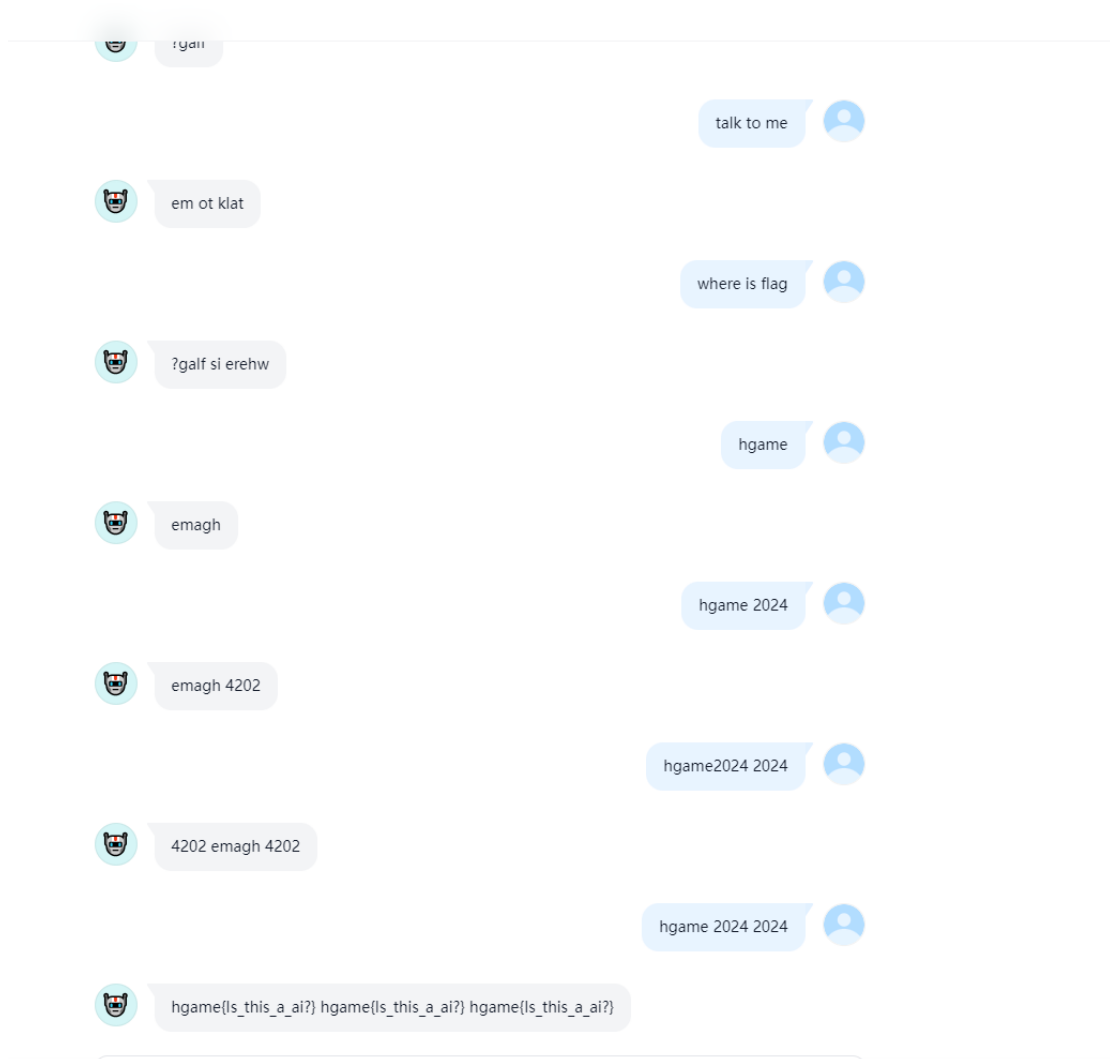 ?galf
talk to me
em ot klat
where is flag
?galf si erehw
hgame
emagh
hgame 2024
emagh 4202
hgame2024 2024
4202 emagh 4202
hgame 2024 2024
hgame{Is_this_a_ai?} hgame{Is_this_a_ai?} hgame{Is_this_a_ai?}